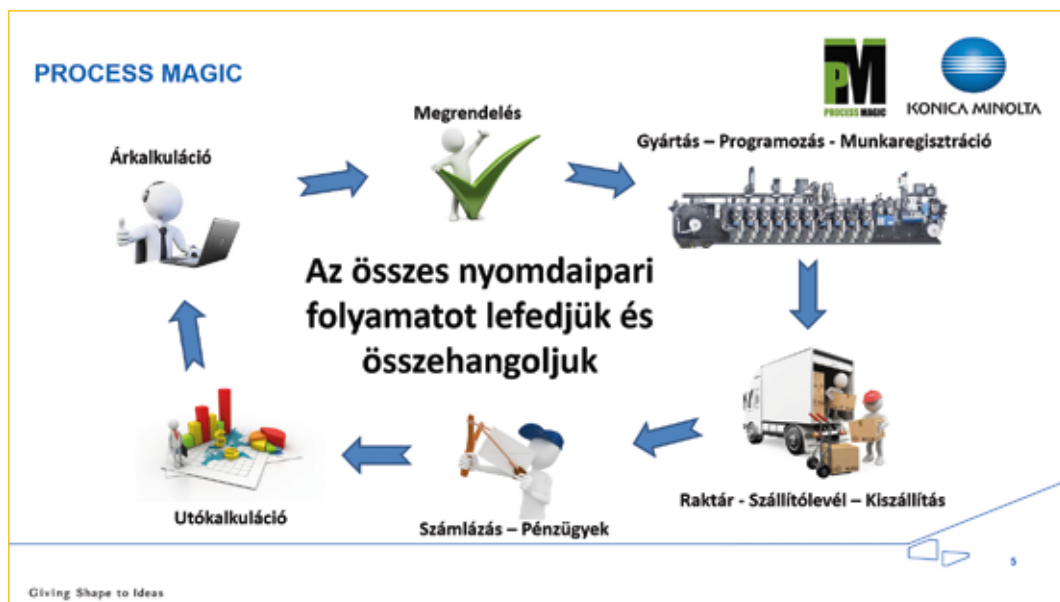 PROCESS MAGIC
PM
PROCESS MAGIC
KONICA MINOLTA
Árkalkuláció
Megrendelés
Gyártás – Programozás - Munkaregisztráció
Az összes nyomdaipari
folyamatot lefedjük és
összehangoljuk
Utókalkuláció
Számlázás – Pénzügyek
Raktár - Szállítólevél – Kiszállítás
5
Giving Shape to Ideas